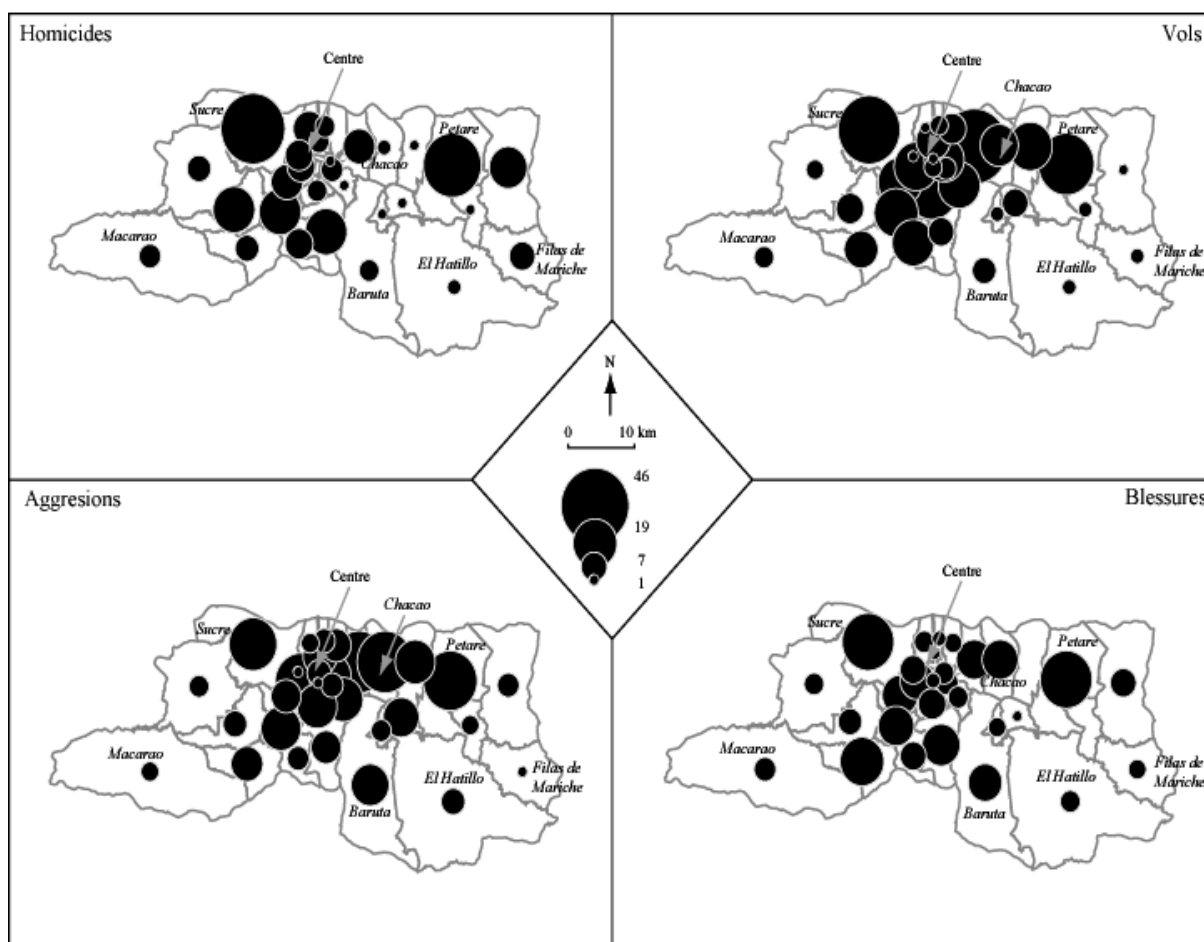 Homicides
Centre
Sucre
Petare
Chacao
Macarao
El Hatillo
Filas de
Mariche
Baruta
Vols
Centre
Chacao
Sucre
Petare
Macarao
El Hatillo
Filas de
Mariche
Baruta
N
0 10 km
46
19
7
1
Aggresions
Centre
Chacao
Sucre
Petare
Macarao
El Hatillo
Filas de
Mariche
Baruta
Blessures
Centre
Sucre
Petare
Chacao
Macarao
El Hatillo
Filas de
Mariche
Baruta